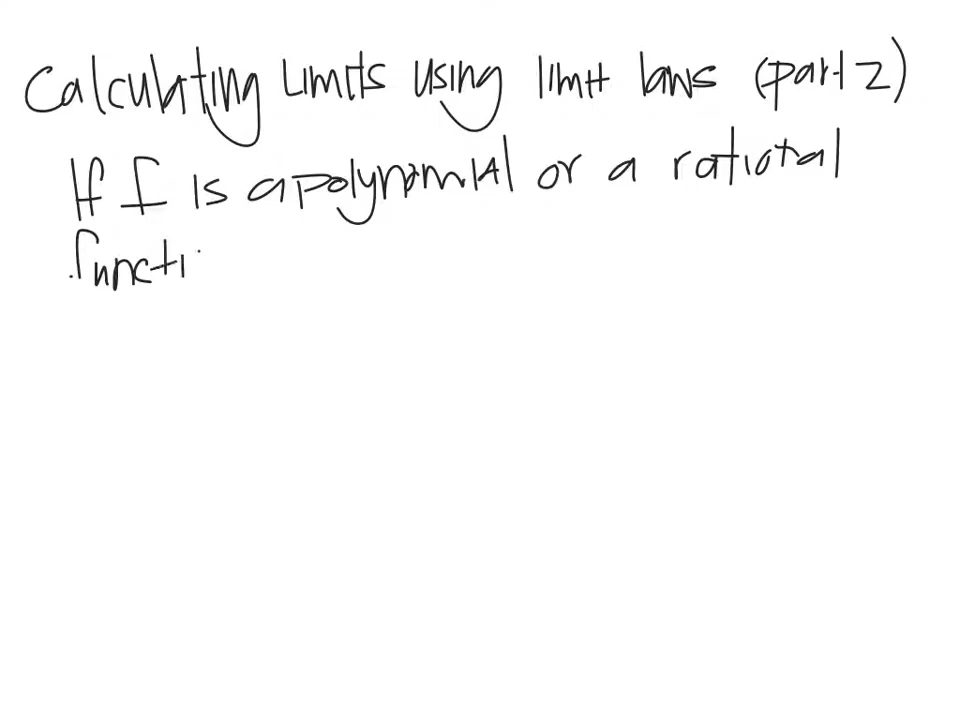 Calculating Limits using limit laws (part 2)
If f is a polynomial or a rational
functi